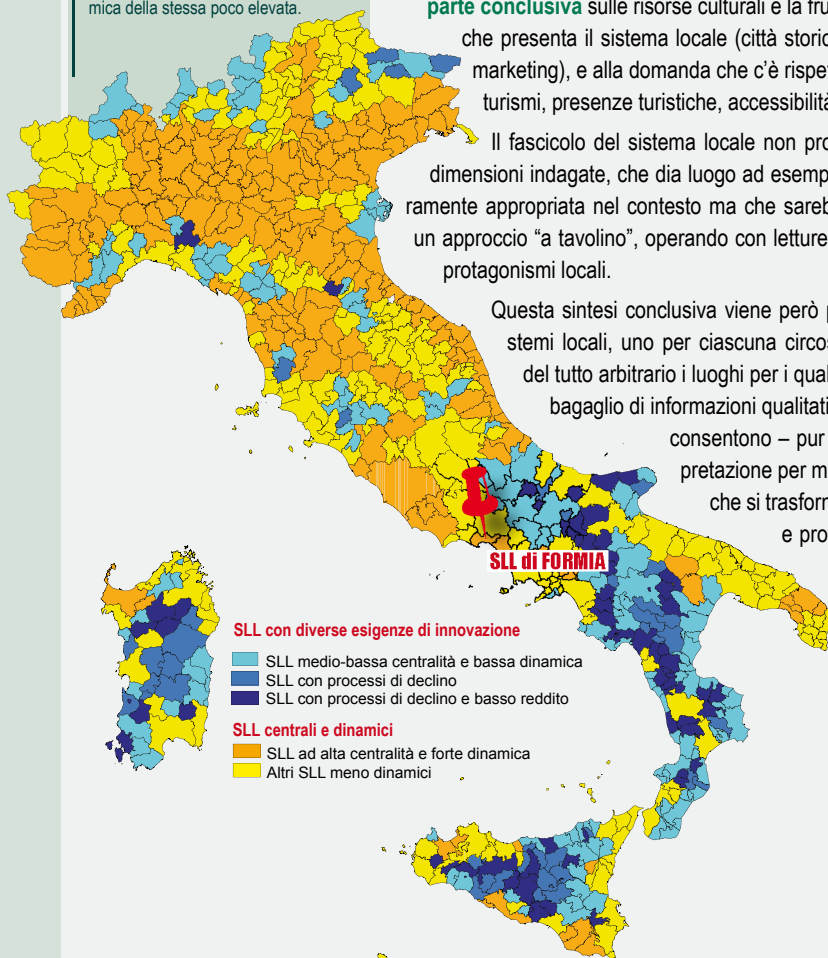 mica della stessa poco elevata.
parte conclusiva sulle risorse culturali e la fru
che presenta il sistema locale (città storic
marketing), e alla domanda che c'è rispe
turismi, presenze turistiche, accessibilità
Il fascicolo del sistema locale non pro
dimensioni indagate, che dia luogo ad esemp
ramente appropriata nel contesto ma che sareb
un approccio “a tavolino”, operando con letture
protagonismi locali.
Questa sintesi conclusiva viene però p
stemi locali, uno per ciascuna circos
del tutto arbitrario i luoghi per i qual
bagaglio di informazioni qualitati
consentono – pur
pretazione per m
che si trasform
e pro
SLL di FORMIA
SLL con diverse esigenze di innovazione
SLL medio-bassa centralità e bassa dinamica
SLL con processi di declino
SLL con processi di declino e basso reddito
SLL centrali e dinamici
SLL ad alta centralità e forte dinamica
Altri SLL meno dinamici